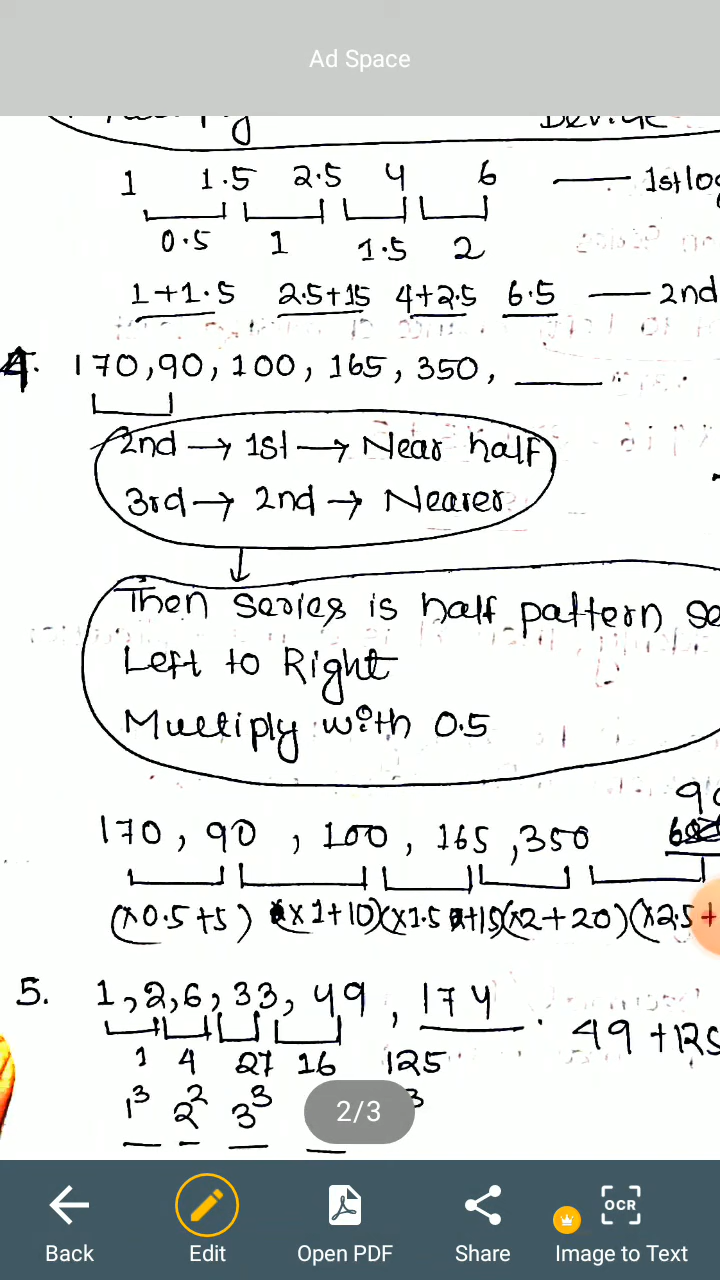 Ad Space
1 1.5 2.5 4 6 — 1st
0.5 1 1.5 2
1+1.5 2.5+15 4+2.5 6.5 — 2nd
4. 170, 90, 100, 165, 350, ____
2nd → 1st → Near half
3rd → 2nd → Nearer
↓
Then series is half pattern
Left to Right
Multiply with 0.5
170, 90, 100, 165, 350
(×0.5+5) (×1+10) (×1.5+15) (×2+20) (×2.5+
5. 1, 2, 6, 33, 49, 174. 49+125
1 4 27 16 125
1³ 2² 3³ 3
2/3
Back Edit Open PDF Share OCR Image to Text